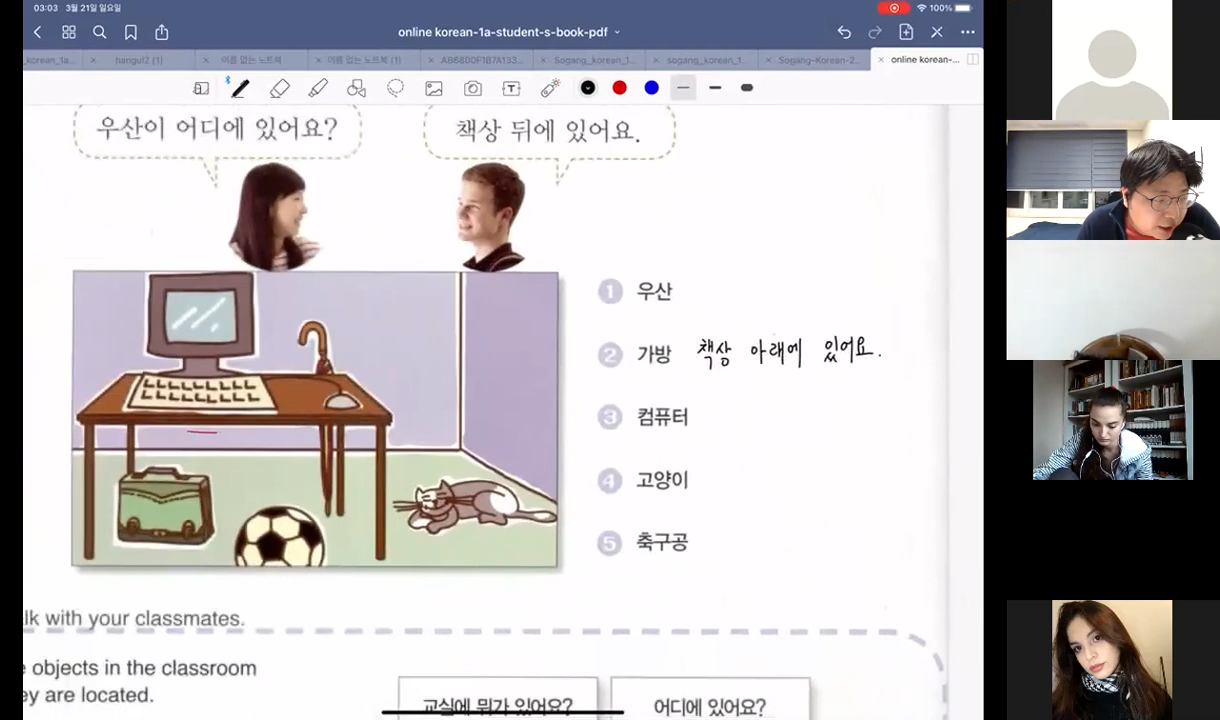 03:03 3월 21일 일요일 100%
online korean-1a-student-s-book-pdf
_korean_1a... hangul2 (1) 이름 없는 노트북 이름 없는 노트북 (1) AB6800F1B7A133... Sogang_korean_1... sogang_korean_1... Sogang-Korean-2... online korean-...
우산이 어디에 있어요? 책상 뒤에 있어요.
1 우산
2 가방 책상 아래에 있어요.
3 컴퓨터
4 고양이
5 축구공
lk with your classmates.
e objects in the classroom
ey are located.
교실에 뭐가 있어요? 어디에 있어요?